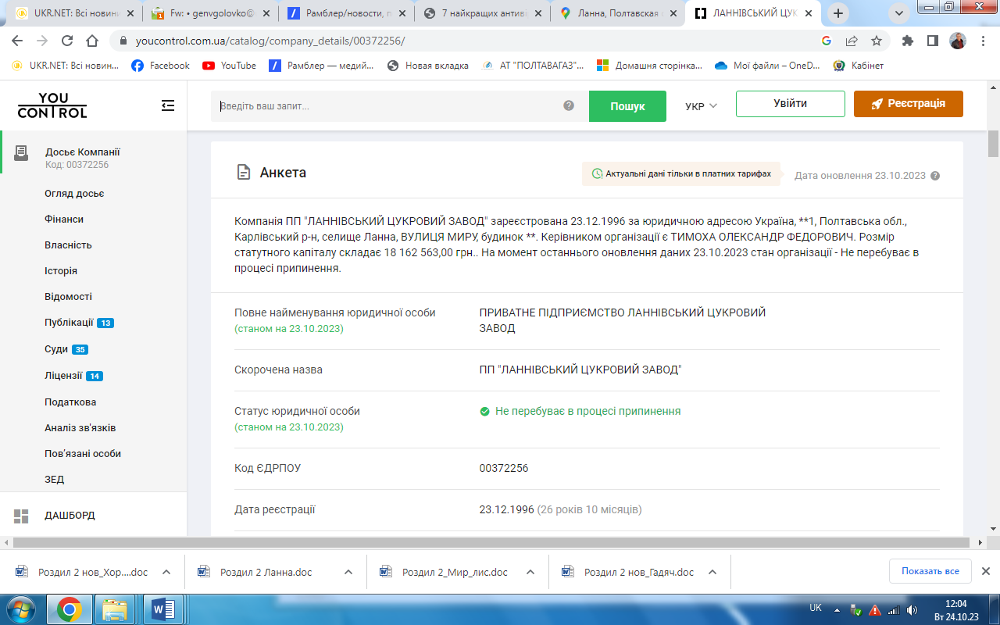 UKR.NET: Всі новини
Fw: • genvgolovko@
Рамблер/новости, п
7 найкращих антиві
Ланна, Полтавская
ЛАННІВСЬКИЙ ЦУК
youcontrol.com.ua/catalog/company_details/00372256/
UKR.NET: Всі новин...
Facebook
YouTube
Рамблер — медий...
Новая вкладка
АТ "ПОЛТАВАГАЗ"...
Домашня сторінка...
Мої файли – OneD...
Кабінет
YOU CONTROL
Введіть ваш запит...
Пошук
УКР
Увійти
Реєстрація
Досьє Компанії
Код: 00372256
Огляд досьє
Фінанси
Власність
Історія
Відомості
Публікації 13
Суди 35
Ліцензії 14
Податкова
Аналіз зв'язків
Пов'язані особи
ЗЕД
ДАШБОРД
Анкета
Актуальні дані тільки в платних тарифах
Дата оновлення 23.10.2023
Компанія ПП "ЛАННІВСЬКИЙ ЦУКРОВИЙ ЗАВОД" зареєстрована 23.12.1996 за юридичною адресою Україна, **1, Полтавська обл.,
Карлівський р-н, селище Ланна, ВУЛИЦЯ МИРУ, будинок **. Керівником організації є ТИМОХА ОЛЕКСАНДР ФЕДОРОВИЧ. Розмір
статутного капіталу складає 18 162 563,00 грн.. На момент останнього оновлення даних 23.10.2023 стан організації - Не перебуває в
процесі припинення.
Повне найменування юридичної особи
(станом на 23.10.2023)
ПРИВАТНЕ ПІДПРИЄМСТВО ЛАННІВСЬКИЙ ЦУКРОВИЙ
ЗАВОД
Скорочена назва
ПП "ЛАННІВСЬКИЙ ЦУКРОВИЙ ЗАВОД"
Статус юридичної особи
(станом на 23.10.2023)
Не перебуває в процесі припинення
Код ЄДРПОУ
00372256
Дата реєстрації
23.12.1996 (26 років 10 місяців)
Роздил 2 нов_Хор....doc
Роздил 2 Ланна.doc
Роздил 2_Мир_лис.doc
Роздил 2 нов_Гадяч.doc
Показать все
UK
12:04
Вт 24.10.23